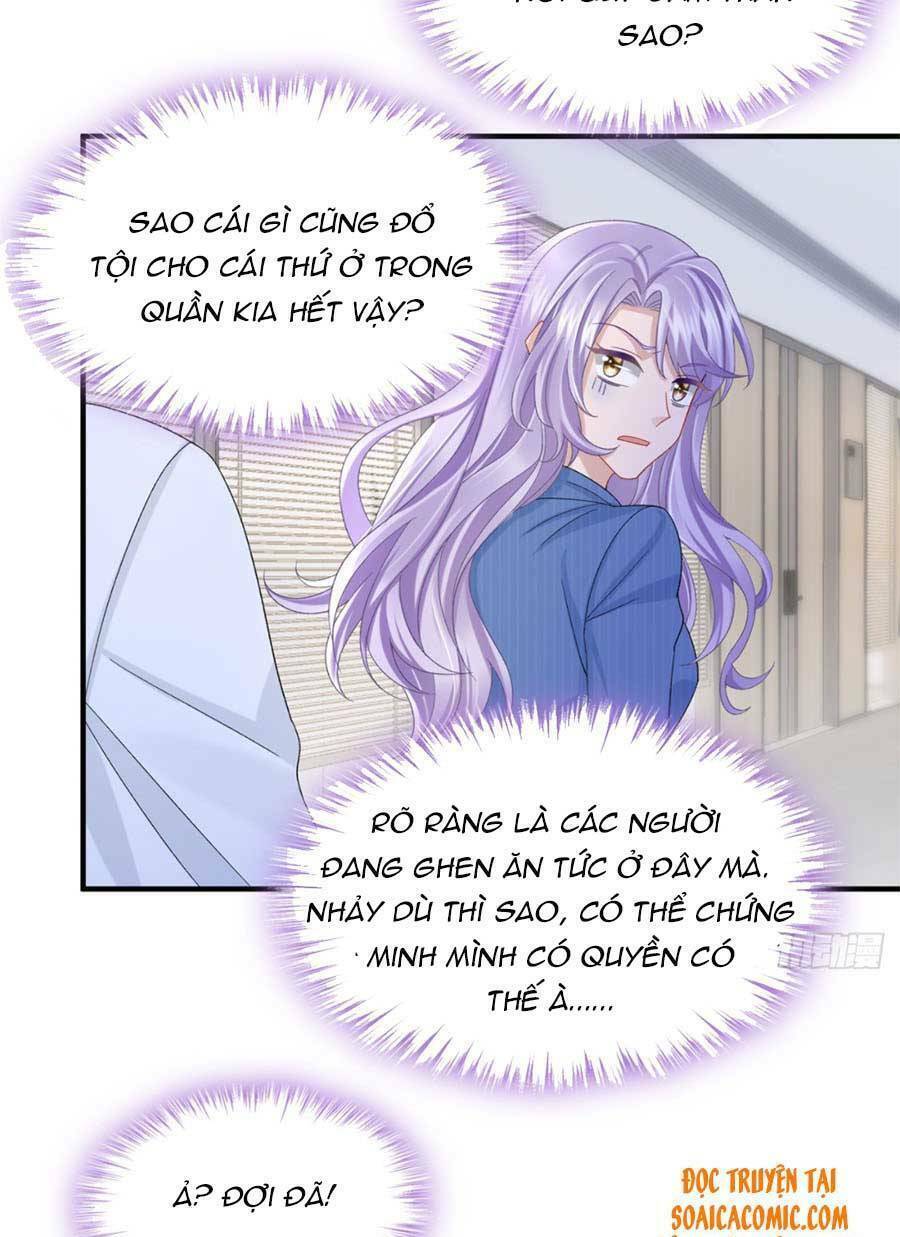 SAO?
SAO CÁI GÌ CŨNG ĐỔ
TỘI CHO CÁI THỨ Ở TRONG
QUẦN KIA HẾT VẬY?
RÕ RÀNG LÀ CÁC NGƯỜI
ĐANG GHEN ĂN TỨC Ở ĐÂY MÀ.
NHẢY DÙ THÌ SAO, CÓ THỂ CHỨNG
MINH MÌNH CÓ QUYỀN CÓ
THẾ À......
Ả? ĐỢI ĐÃ!
ĐỌC TRUYỆN TẠI
SOAICACOMIC.COM